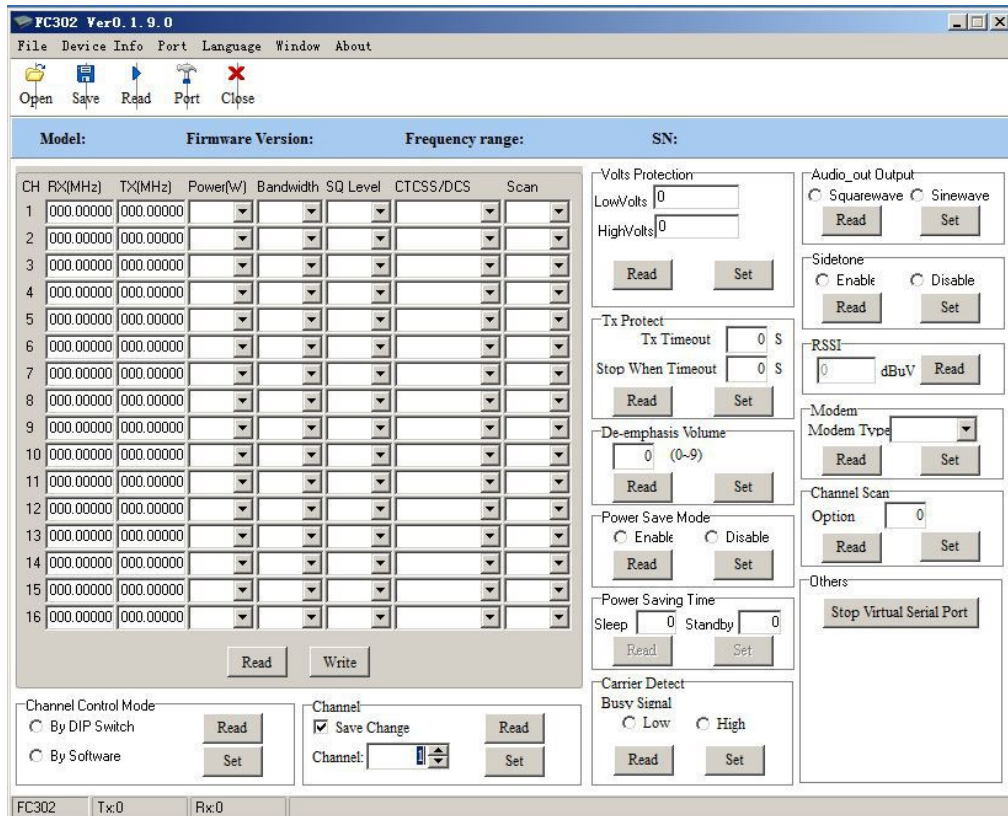 FC302 Ver0.1.9.0
File Device Info Port Language Window About
Open Save Read Port Close
Model: Firmware Version: Frequency range: SN:
CH RX(MHz) TX(MHz) Power(W) Bandwidth SQ Level CTCSS/DCS Scan
1 000.00000 000.00000
2 000.00000 000.00000
3 000.00000 000.00000
4 000.00000 000.00000
5 000.00000 000.00000
6 000.00000 000.00000
7 000.00000 000.00000
8 000.00000 000.00000
9 000.00000 000.00000
10 000.00000 000.00000
11 000.00000 000.00000
12 000.00000 000.00000
13 000.00000 000.00000
14 000.00000 000.00000
15 000.00000 000.00000
16 000.00000 000.00000
Read Write
Channel Control Mode
By DIP Switch Read
By Software Set
Channel
Save Change Read
Channel: 1 Set
Volts Protection
LowVolts 0
HighVolts 0
Read Set
Tx Protect
Tx Timeout 0 S
Stop When Timeout 0 S
Read Set
De-emphasis Volume
0 (0~9)
Read Set
Power Save Mode
Enable Disable
Read Set
Power Saving Time
Sleep 0 Standby 0
Read Set
Carrier Detect
Busy Signal
Low High
Read Set
Audio_out Output
Squarewave Sinewave
Read Set
Sidetone
Enable Disable
Read Set
RSSI
0 dBuV Read
Modem
Modem Type
Read Set
Channel Scan
Option 0
Read Set
Others
Stop Virtual Serial Port
FC302 Tx:0 Rx:0